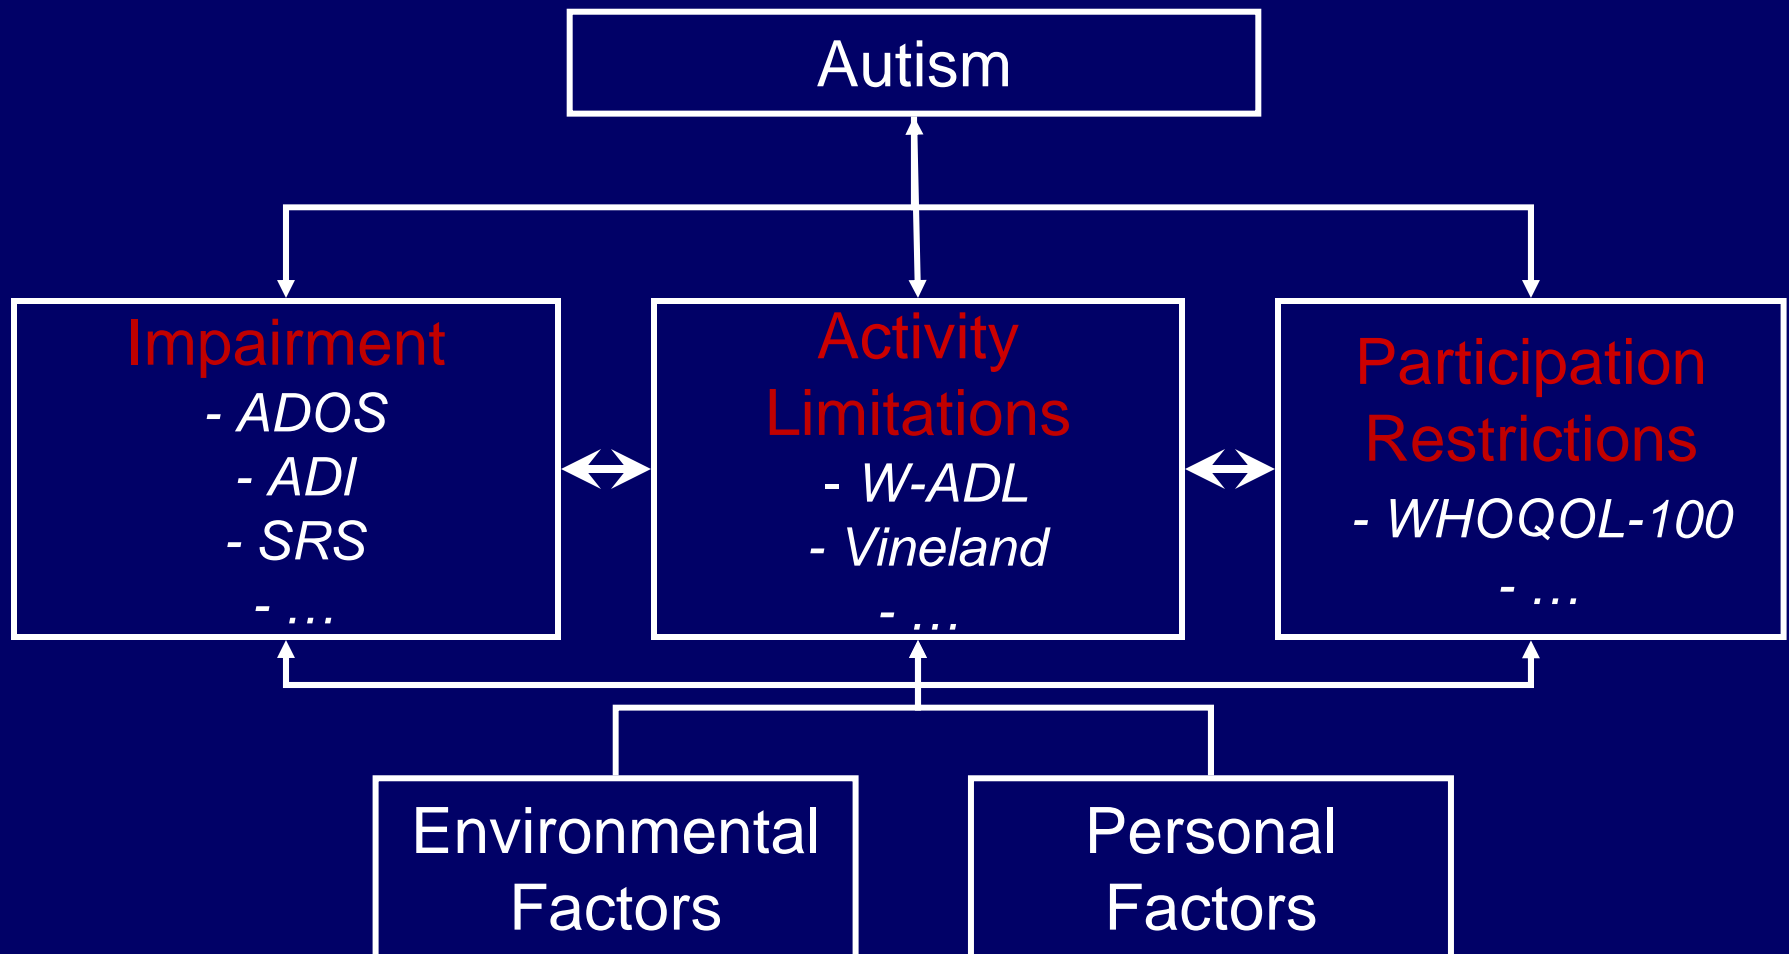 Autism
Impairment
- ADOS
- ADI
- SRS
- …
Activity
Limitations
- W-ADL
- Vineland
- …
Participation
Restrictions
- WHOQOL-100
- …
Environmental
Factors
Personal
Factors